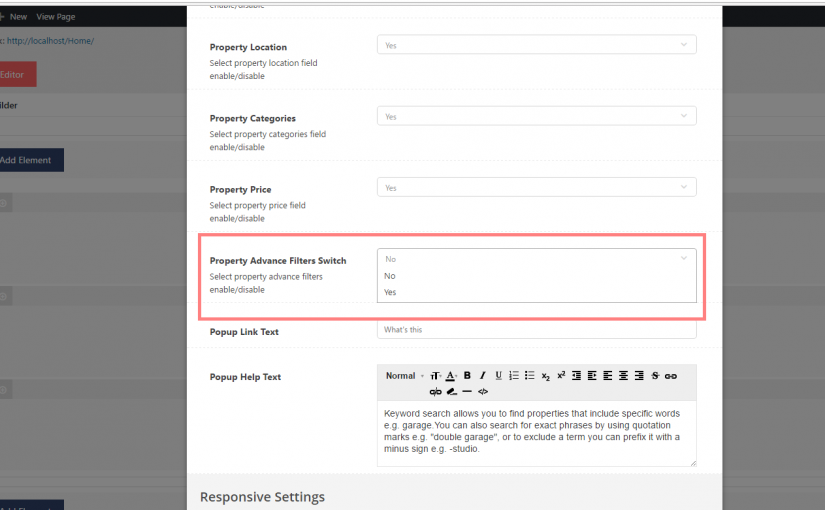 New View Page
enable/disable
http://localhost/Home/
Property Location
Yes
Select property location field
enable/disable
Editor
Property Categories
Yes
Select property categories field
enable/disable
Add Element
Property Price
Yes
Select property price field
enable/disable
Property Advance Filters Switch
No
Select property advance filters
enable/disable
No
Yes
Popup Link Text
What's this
Popup Help Text
Normal
Keyword search allows you to find properties that include specific words
e.g. garage.You can also search for exact phrases by using quotation
marks e.g. "double garage", or to exclude a term you can prefix it with a
minus sign e.g. -studio.
Responsive Settings
Add Element